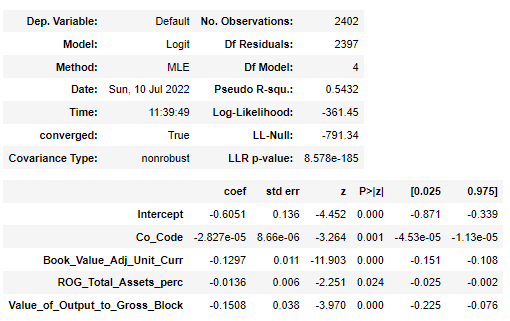 Dep. Variable: Default No. Observations: 2402
Model: Logit Df Residuals: 2397
Method: MLE Df Model: 4
Date: Sun, 10 Jul 2022 Pseudo R-squ.: 0.5432
Time: 11:39:49 Log-Likelihood: -361.45
converged: True LL-Null: -791.34
Covariance Type: nonrobust LLR p-value: 8.578e-185
coef std err z P>|z| [0.025 0.975]
Intercept -0.6051 0.136 -4.452 0.000 -0.871 -0.339
Co_Code -2.827e-05 8.66e-06 -3.264 0.001 -4.53e-05 -1.13e-05
Book_Value_Adj_Unit_Curr -0.1297 0.011 -11.903 0.000 -0.151 -0.108
ROG_Total_Assets_perc -0.0136 0.006 -2.251 0.024 -0.025 -0.002
Value_of_Output_to_Gross_Block -0.1508 0.038 -3.970 0.000 -0.225 -0.076